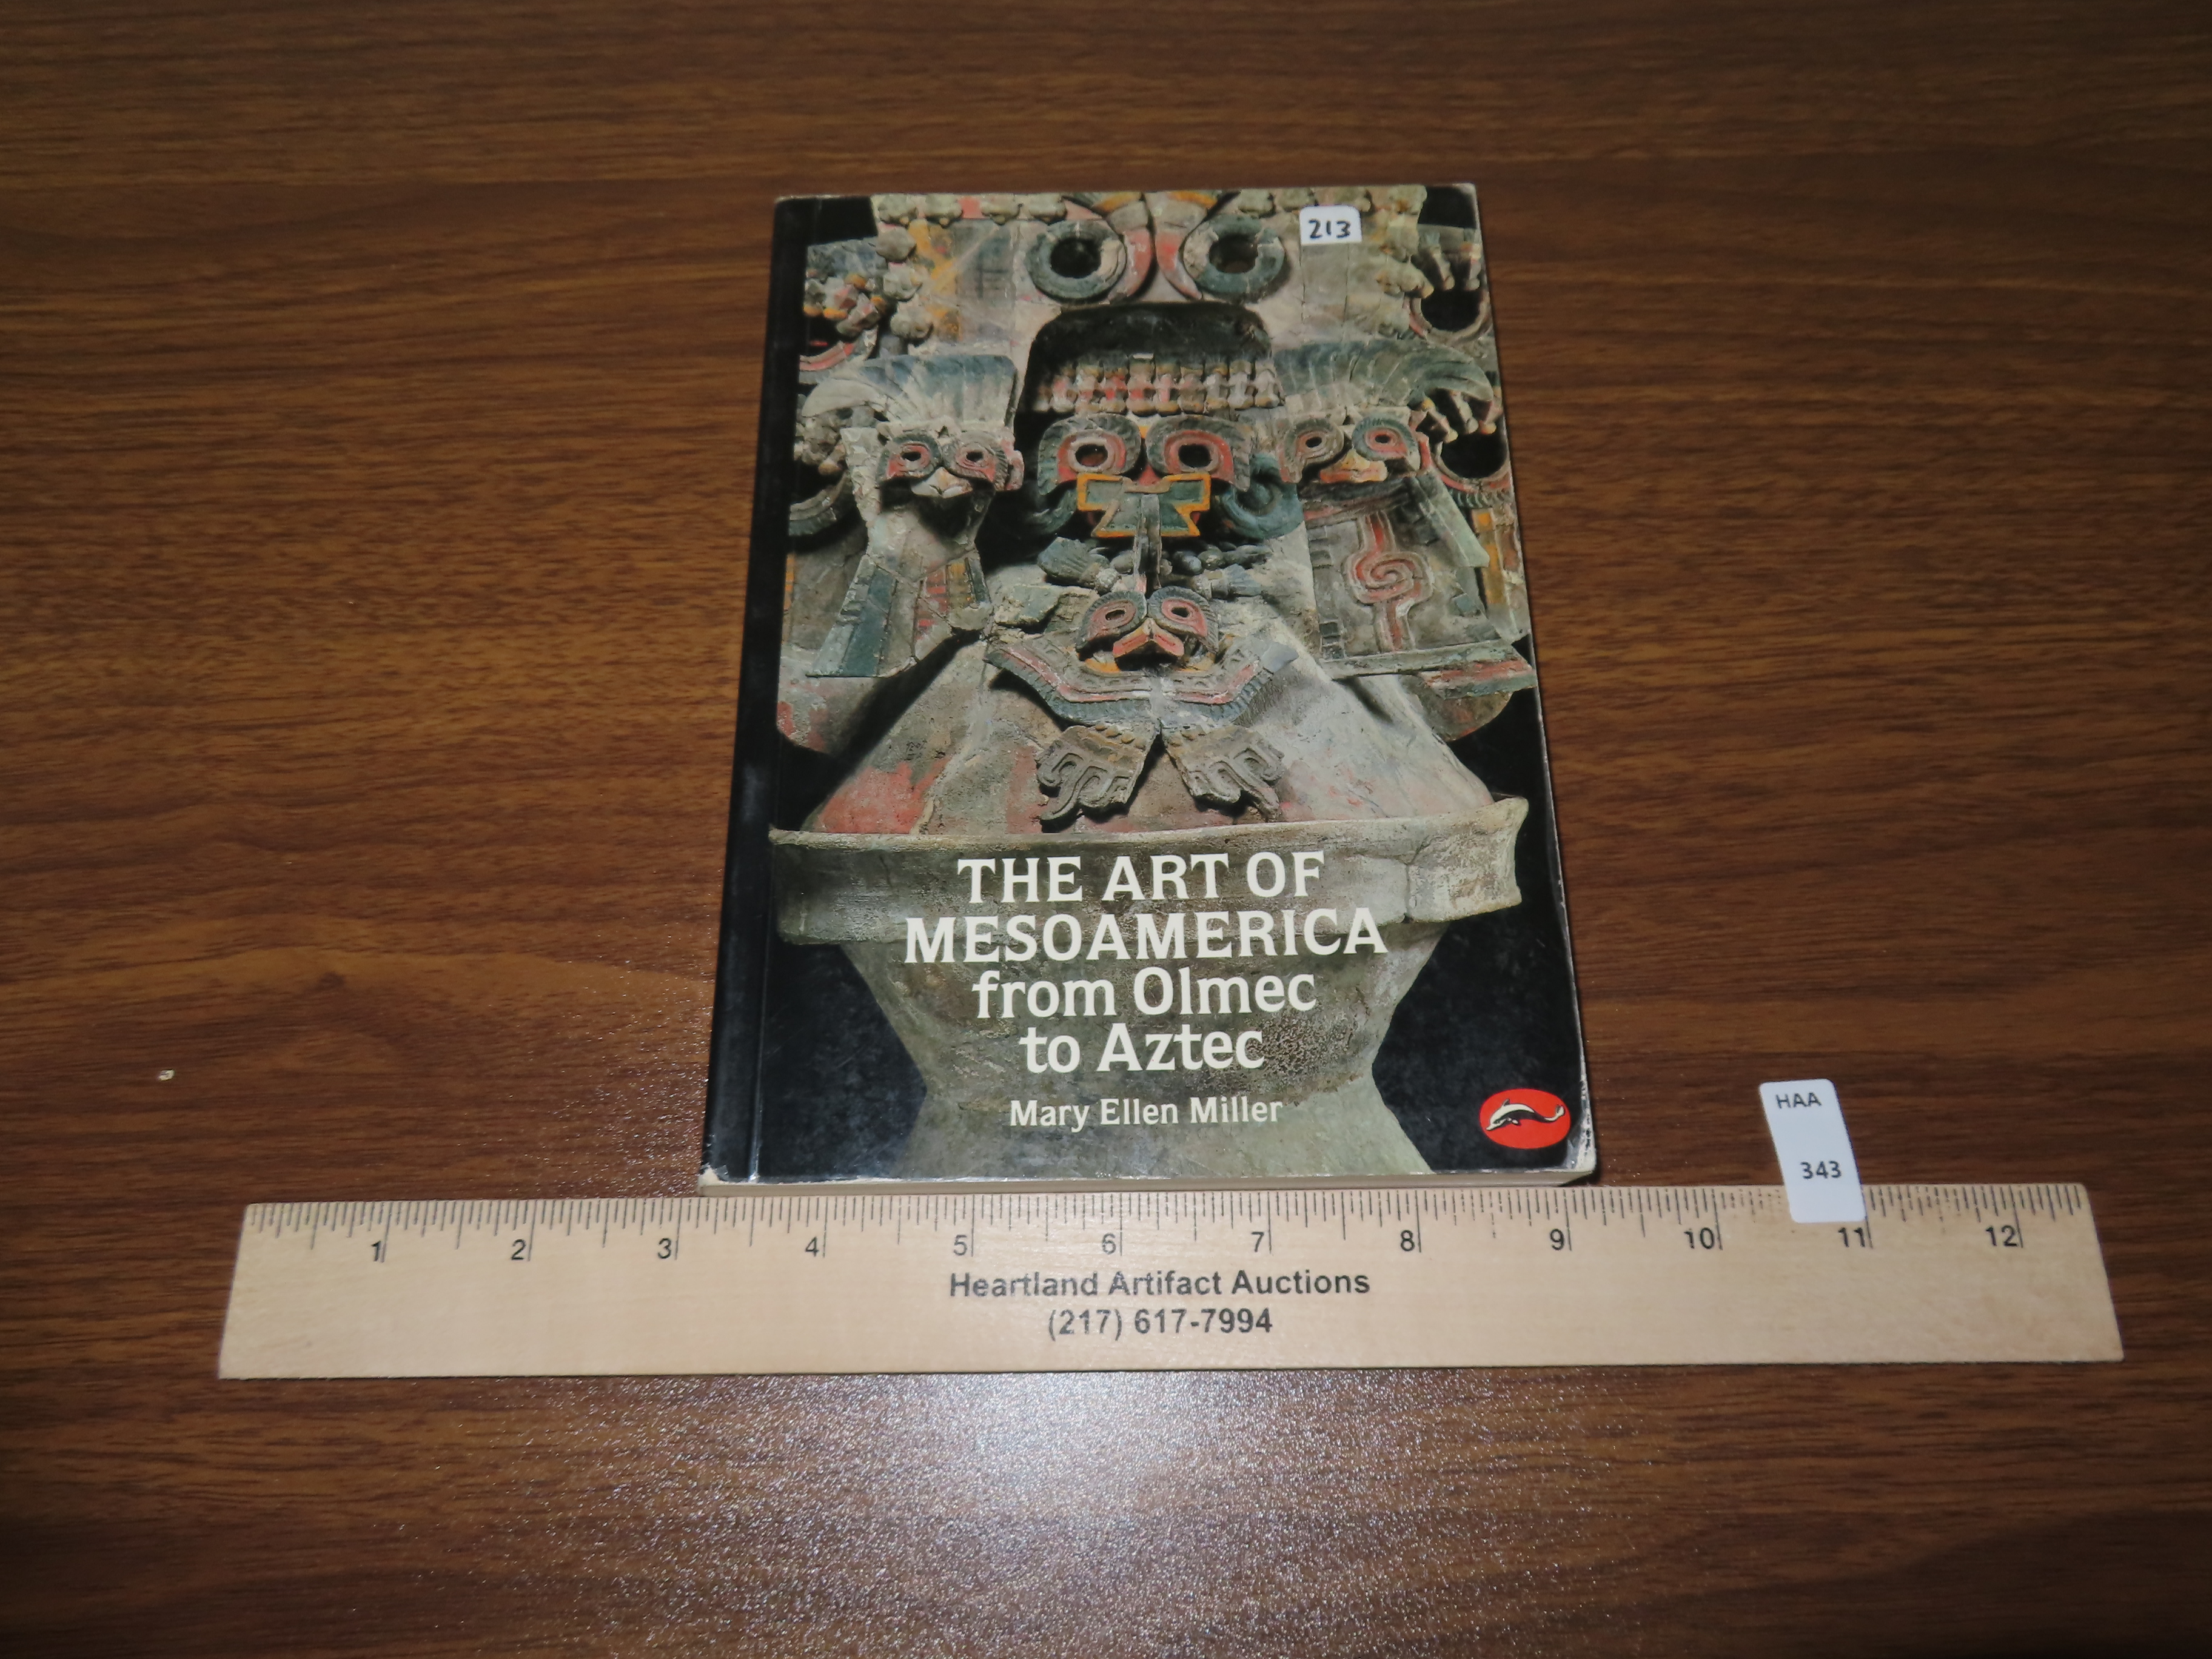 213
THE ART OF
MESOAMERICA
from Olmec
to Aztec
Mary Ellen Miller
HAA
343
1 2 3 4 5 6 7 8 9 10 11 12
Heartland Artifact Auctions
(217) 617-7994